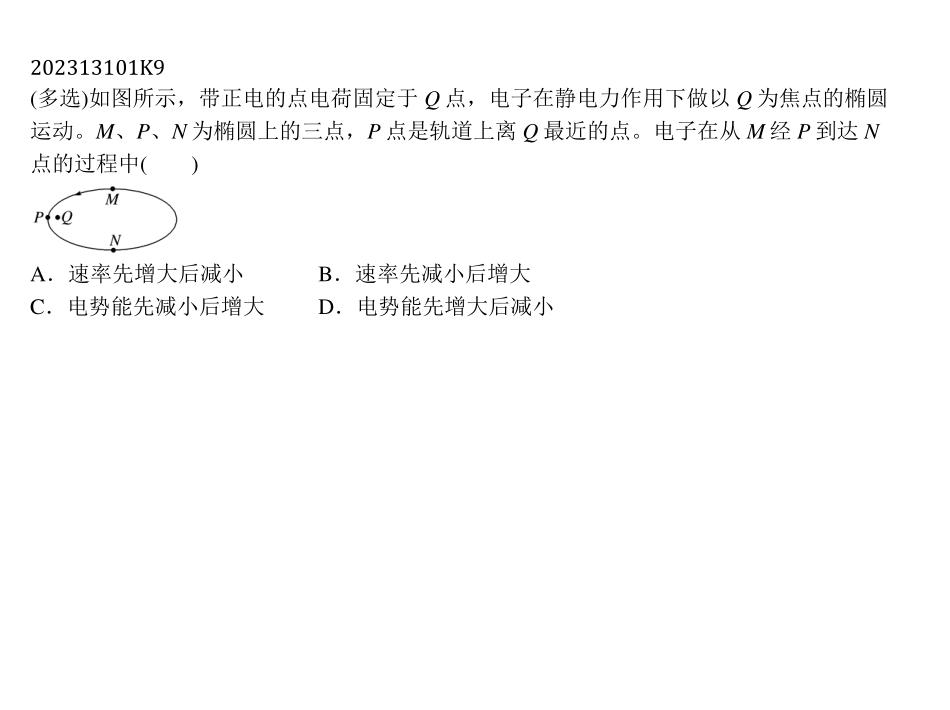 202313101K9
(多选)如图所示，带正电的点电荷固定于 Q 点，电子在静电力作用下做以 Q 为焦点的椭圆
运动。M、P、N 为椭圆上的三点，P 点是轨道上离 Q 最近的点。电子在从 M 经 P 到达 N
点的过程中(　　)
M
P Q
N
A．速率先增大后减小　　　B．速率先减小后增大
C．电势能先减小后增大　　D．电势能先增大后减小